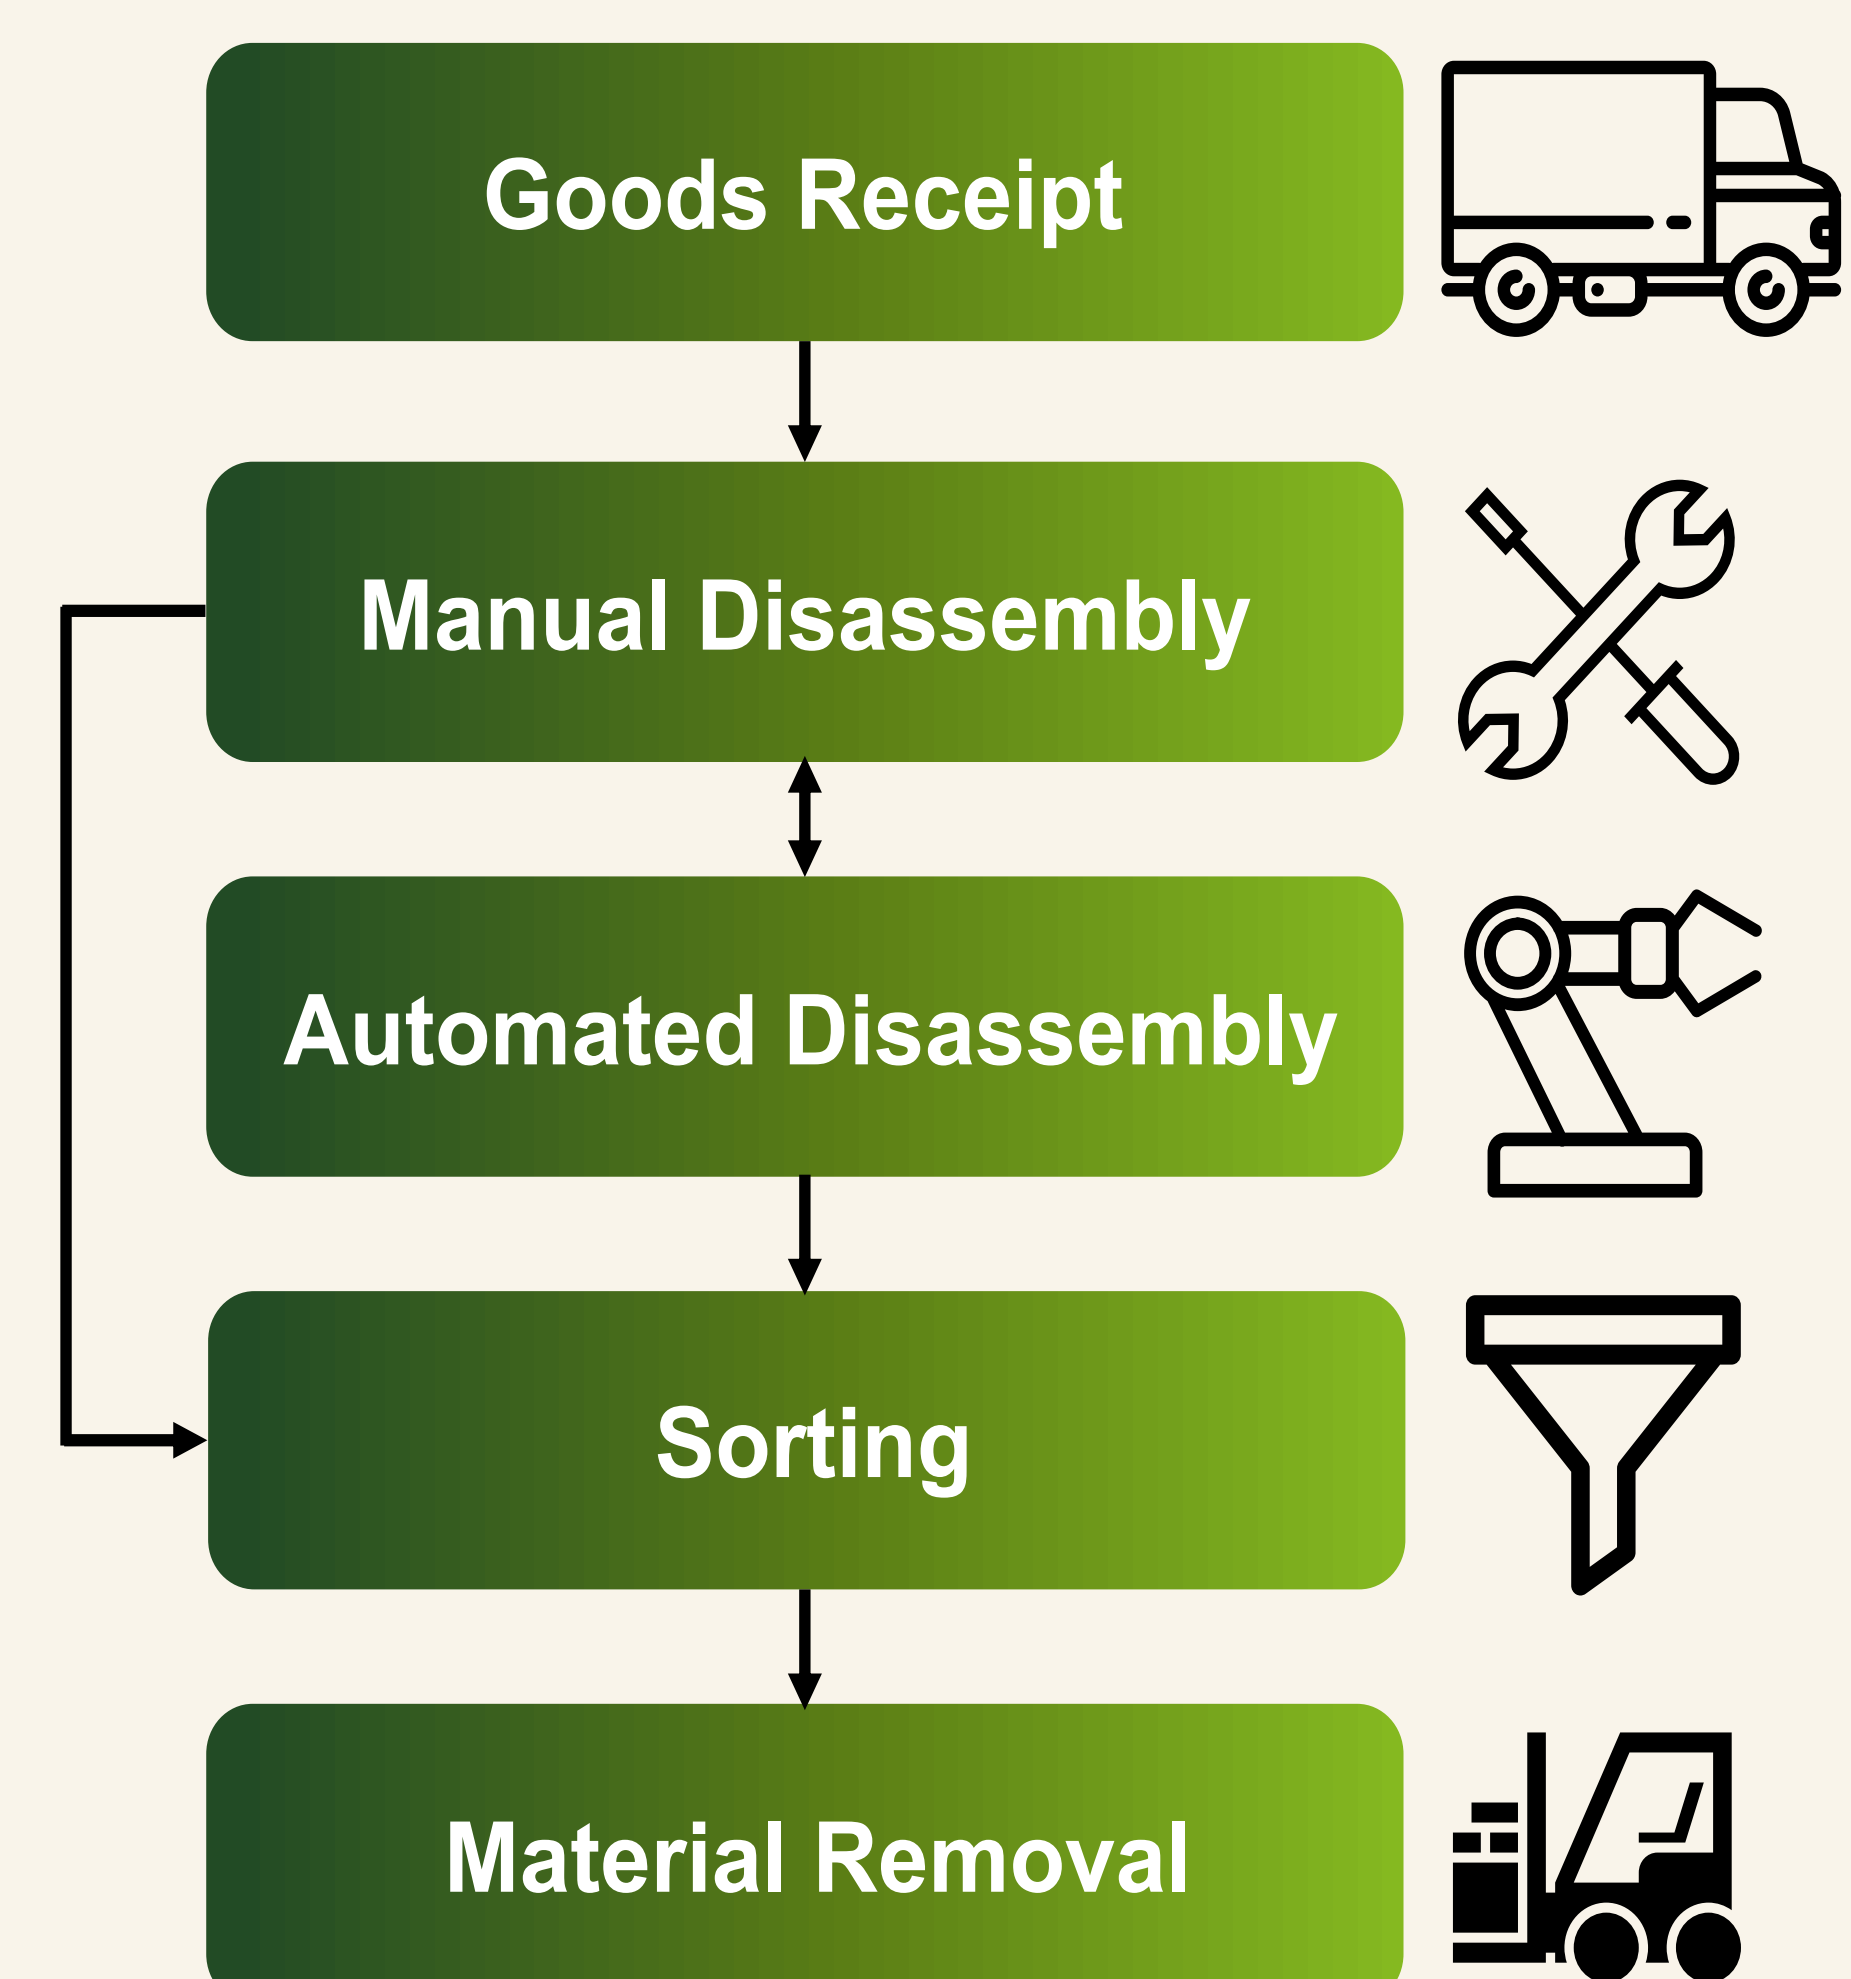 Goods Receipt
Manual Disassembly
Automated Disassembly
Sorting
Material Removal